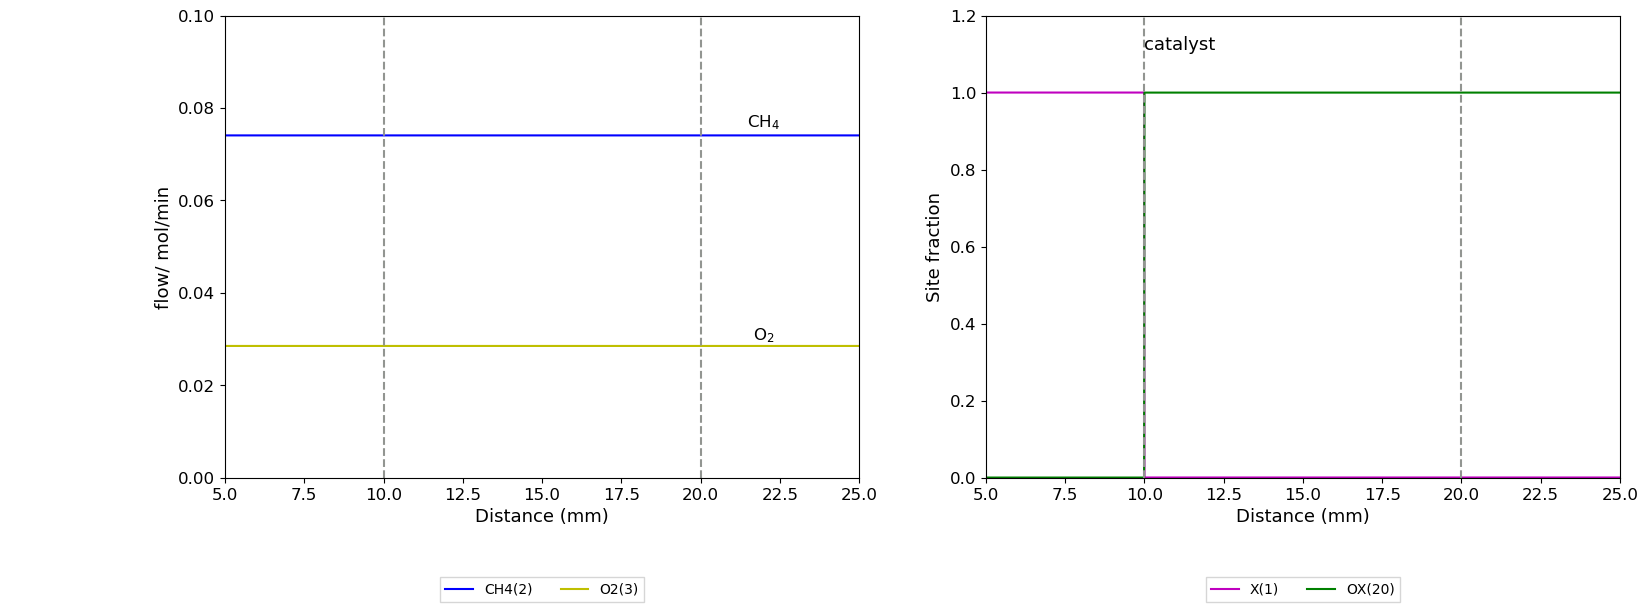 0.10
0.08
0.06
0.04
0.02
0.00
flow/ mol/min
CH₄
O₂
5.0 7.5 10.0 12.5 15.0 17.5 20.0 22.5 25.0
Distance (mm)
CH4(2) O2(3)
1.2
1.0
0.8
0.6
0.4
0.2
0.0
Site fraction
catalyst
5.0 7.5 10.0 12.5 15.0 17.5 20.0 22.5 25.0
Distance (mm)
X(1) OX(20)